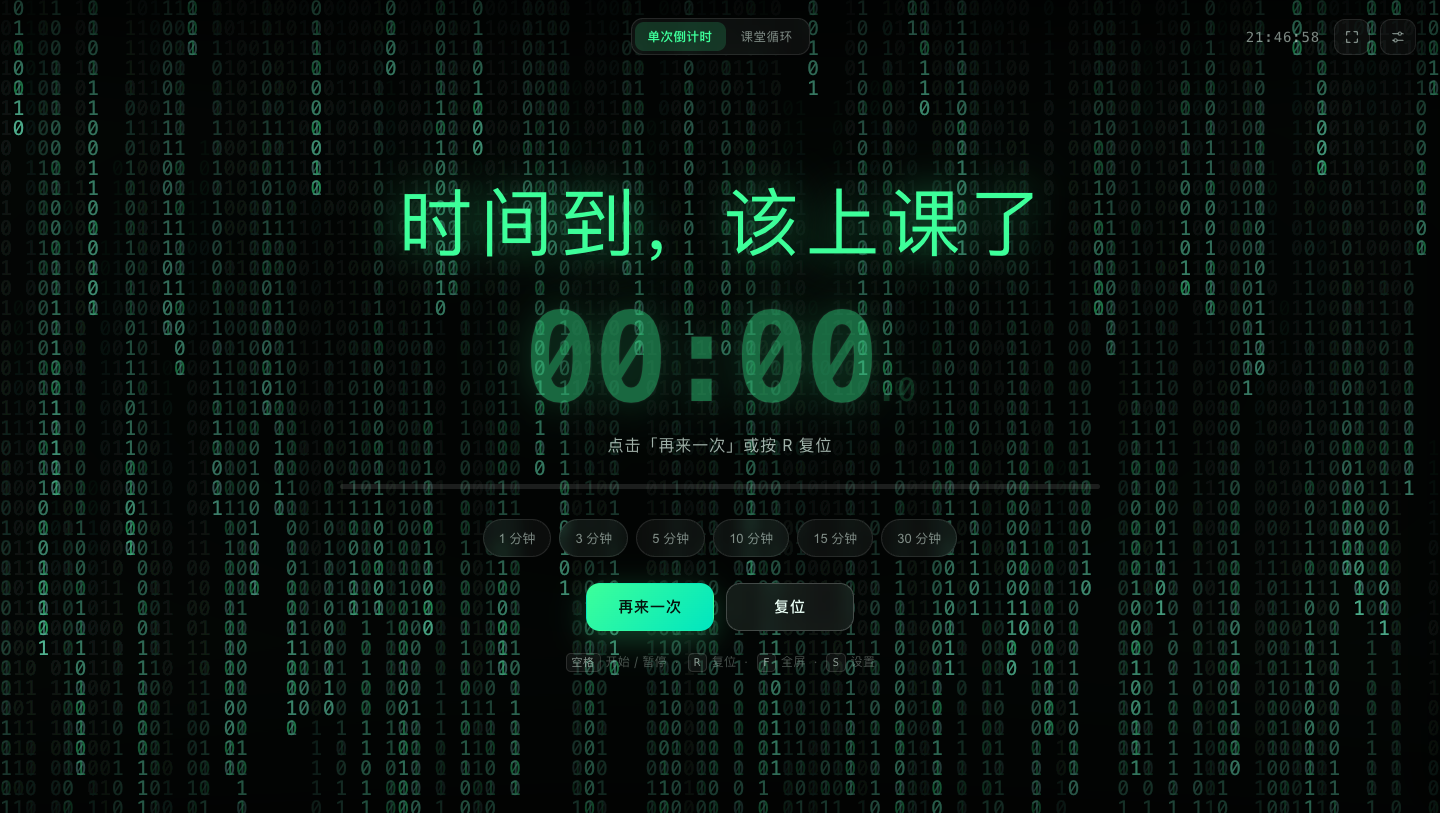 单次倒计时 课堂循环 21:46:58
时间到，该上课了
00:00.0
点击「再来一次」或按 R 复位
1 分钟 3 分钟 5 分钟 10 分钟 15 分钟 30 分钟
再来一次 复位
空格 开始 / 暂停 · R 复位 · F 全屏 · S 设置